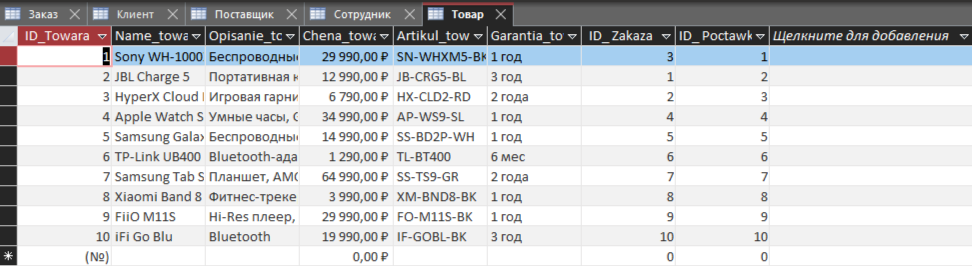 Заказ Клиент Поставщик Сотрудник Товар
ID_Towara Name_towa Opisanie_tc Chena_towa Artikul_tow Garantia_to ID_Zakaza ID_Postawk Щелкните для добавления
1 Sony WH-1000 Беспроводны 29 990,00 ₽ SN-WHXM5-BK 1 год 3 1
2 JBL Charge 5 Портативная к 12 990,00 ₽ JB-CRG5-BL 3 год 1 2
3 HyperX Cloud I Игровая гарни 6 790,00 ₽ HX-CLD2-RD 2 года 2 3
4 Apple Watch S Умные часы, G 34 990,00 ₽ AP-WS9-SL 1 год 4 4
5 Samsung Galax Беспроводны 14 990,00 ₽ SS-BD2P-WH 1 год 5 5
6 TP-Link UB400 Bluetooth-ада 1 290,00 ₽ TL-BT400 6 мес 6 6
7 Samsung Tab S Планшет, AMO 64 990,00 ₽ SS-TS9-GR 2 года 7 7
8 Xiaomi Band 8 Фитнес-треке 3 990,00 ₽ XM-BND8-BK 1 год 8 8
9 FiiO M11S Hi-Res плеер, 29 990,00 ₽ FO-M11S-BK 1 год 9 9
10 iFi Go Blu Bluetooth 19 990,00 ₽ IF-GOBL-BK 3 год 10 10
(№) 0,00 ₽ 0 0